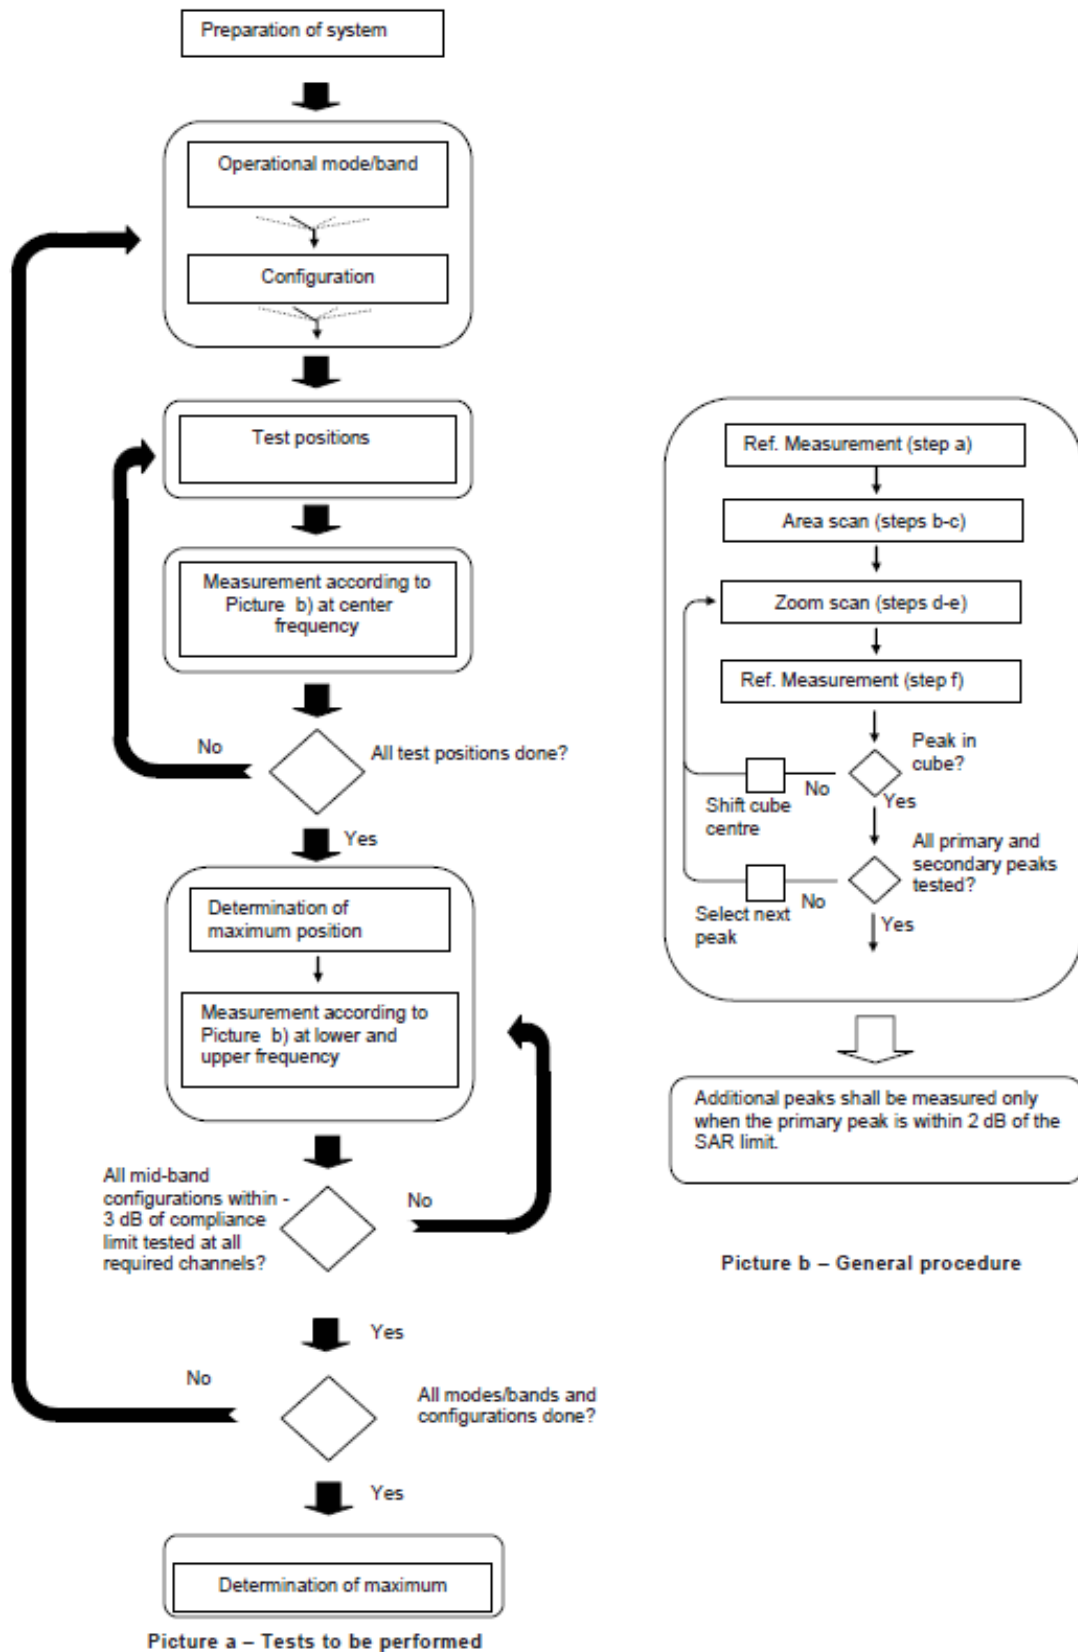 Preparation of system
Operational mode/band
Configuration
Test positions
Measurement according to
Picture b) at center
frequency
No
All test positions done?
Yes
Determination of
maximum position
Measurement according to
Picture b) at lower and
upper frequency
All mid-band
configurations within -
3 dB of compliance
limit tested at all
required channels?
No
Yes
No
All modes/bands and
configurations done?
Yes
Determination of maximum
Picture a – Tests to be performed
Ref. Measurement (step a)
Area scan (steps b-c)
Zoom scan (steps d-e)
Ref. Measurement (step f)
Peak in
cube?
No
Shift cube
centre
Yes
All primary and
secondary peaks
tested?
No
Select next
peak
Yes
Additional peaks shall be measured only
when the primary peak is within 2 dB of the
SAR limit.
Picture b – General procedure